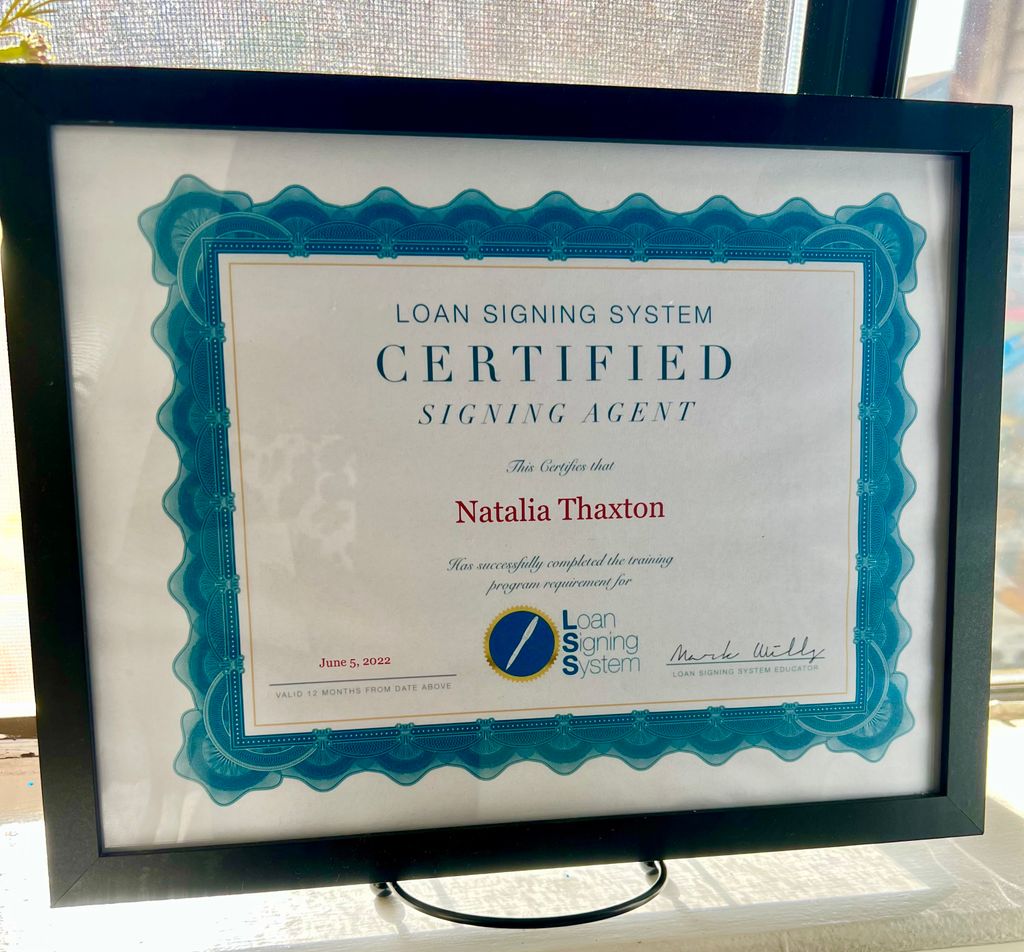 LOAN SIGNING SYSTEM
CERTIFIED
SIGNING AGENT
This Certifies that
Natalia Thaxton
Has successfully completed the training
program requirement for
Loan
Signing
System
June 5, 2022
VALID 12 MONTHS FROM DATE ABOVE
LOAN SIGNING SYSTEM EDUCATOR